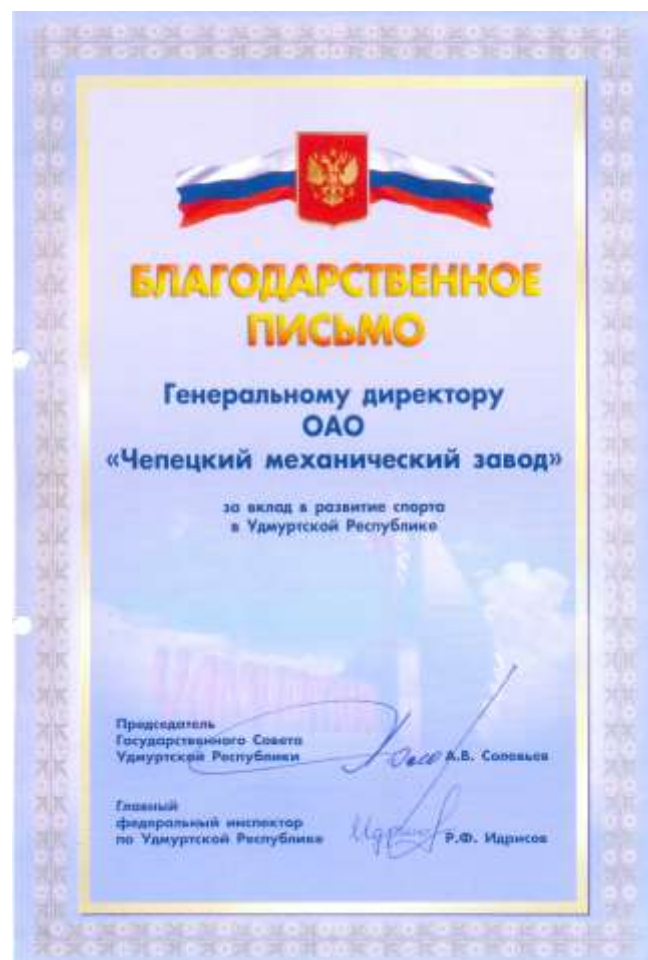 БЛАГОДАРСТВЕННОЕ
ПИСЬМО
Генеральному директору
ОАО
«Чепецкий механический завод»
за вклад в развитие спорта
в Удмуртской Республике
Председатель
Государственного Совета
Удмуртской Республики
А.В. Соловьев
Главный
федеральный инспектор
по Удмуртской Республике
Р.Ф. Идрисов